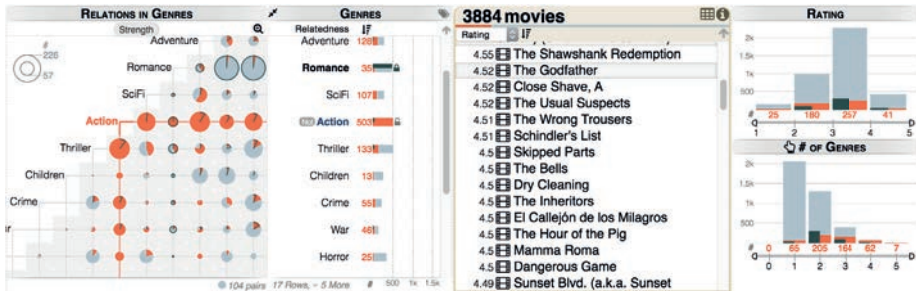 RELATIONS IN GENRES
Strength
#
226
57
Adventure
Romance
SciFi
Action
Thriller
Children
Crime
War
Horror
104 pairs
GENRES
Relatedness
Adventure 128
Romance 35
SciFi 107
Action 503
Thriller 133
Children 13
Crime 55
War 46
Horror 25
17 Rows, ~ 5 More # 500 1k 1.5k
3884 movies
Rating
4.55 The Shawshank Redemption
4.52 The Godfather
4.52 Close Shave, A
4.52 The Usual Suspects
4.51 The Wrong Trousers
4.51 Schindler's List
4.5 Skipped Parts
4.5 The Bells
4.5 Dry Cleaning
4.5 The Inheritors
4.5 El Callejón de los Milagros
4.5 The Hour of the Pig
4.5 Mamma Roma
4.5 Dangerous Game
4.49 Sunset Blvd. (a.k.a. Sunset
RATING
2k
1.5k
1k
500
# 25 180 257 41
1 2 3 4 5
# OF GENRES
2k
1.5k
1k
500
# 0 65 205 164 62 7
0 1 2 3 4 5